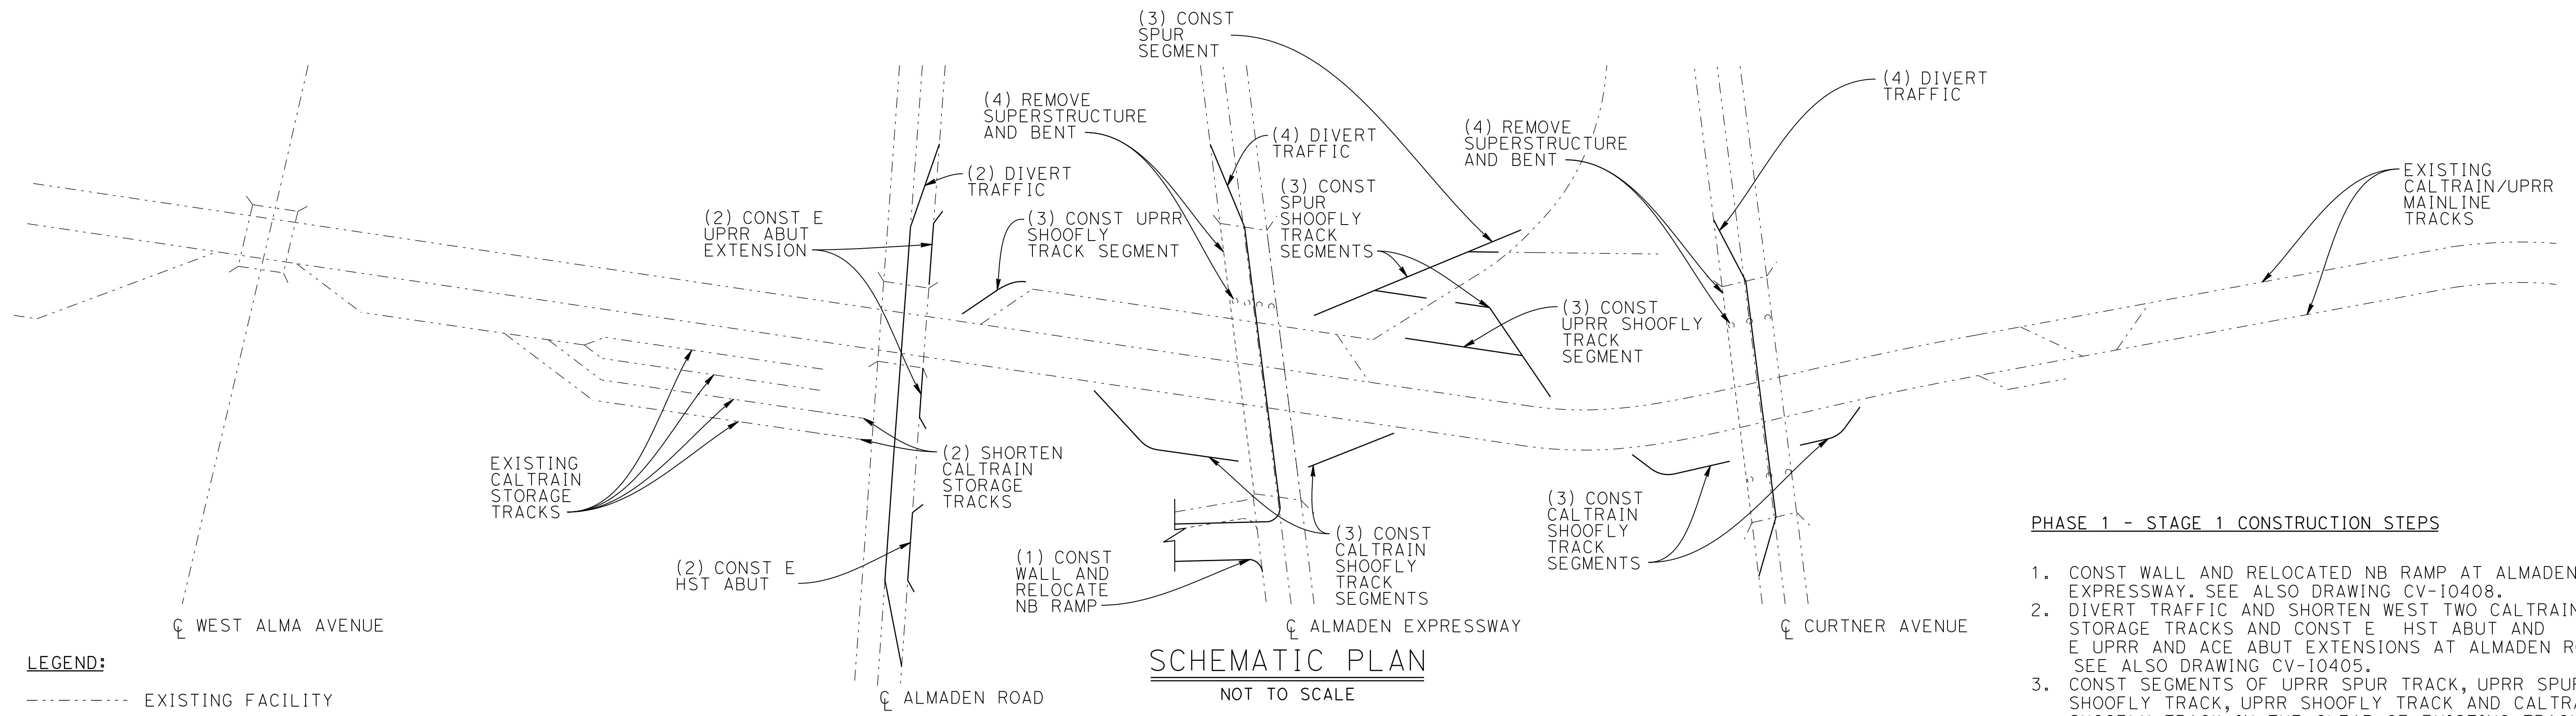 (3) CONST
SPUR
SEGMENT
(4) REMOVE
SUPERSTRUCTURE
AND BENT
(4) DIVERT
TRAFFIC
(4) REMOVE
SUPERSTRUCTURE
AND BENT
(4) DIVERT
TRAFFIC
EXISTING
CALTRAIN/UPRR
MAINLINE
TRACKS
(2) DIVERT
TRAFFIC
(2) CONST E
UPRR ABUT
EXTENSION
(3) CONST UPRR
SHOOFLY
TRACK SEGMENT
(3) CONST
SPUR
SHOOFLY
TRACK
SEGMENTS
(3) CONST
UPRR SHOOFLY
TRACK
SEGMENT
EXISTING
CALTRAIN
STORAGE
TRACKS
(2) SHORTEN
CALTRAIN
STORAGE
TRACKS
(2) CONST E
HST ABUT
(1) CONST
WALL AND
RELOCATE
NB RAMP
(3) CONST
CALTRAIN
SHOOFLY
TRACK
SEGMENTS
(3) CONST
CALTRAIN
SHOOFLY
TRACK
SEGMENTS
℄ WEST ALMA AVENUE
℄ ALMADEN ROAD
℄ ALMADEN EXPRESSWAY
℄ CURTNER AVENUE
SCHEMATIC PLAN
NOT TO SCALE
LEGEND:
EXISTING FACILITY
PHASE 1 - STAGE 1 CONSTRUCTION STEPS
1. CONST WALL AND RELOCATED NB RAMP AT ALMADEN
EXPRESSWAY. SEE ALSO DRAWING CV-I0408.
2. DIVERT TRAFFIC AND SHORTEN WEST TWO CALTRAIN
STORAGE TRACKS AND CONST E HST ABUT AND
E UPRR AND ACE ABUT EXTENSIONS AT ALMADEN
SEE ALSO DRAWING CV-I0405.
3. CONST SEGMENTS OF UPRR SPUR TRACK, UPRR
SHOOFLY TRACK, UPRR SHOOFLY TRACK AND